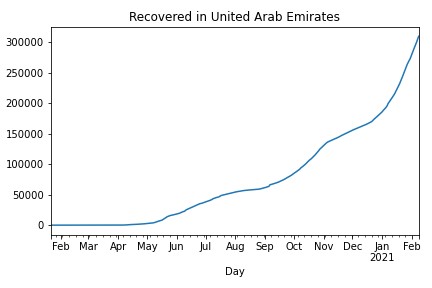 Recovered in United Arab Emirates
300000
250000
200000
150000
100000
50000
0
Feb Mar Apr May Jun Jul Aug Sep Oct Nov Dec Jan Feb
2021
Day